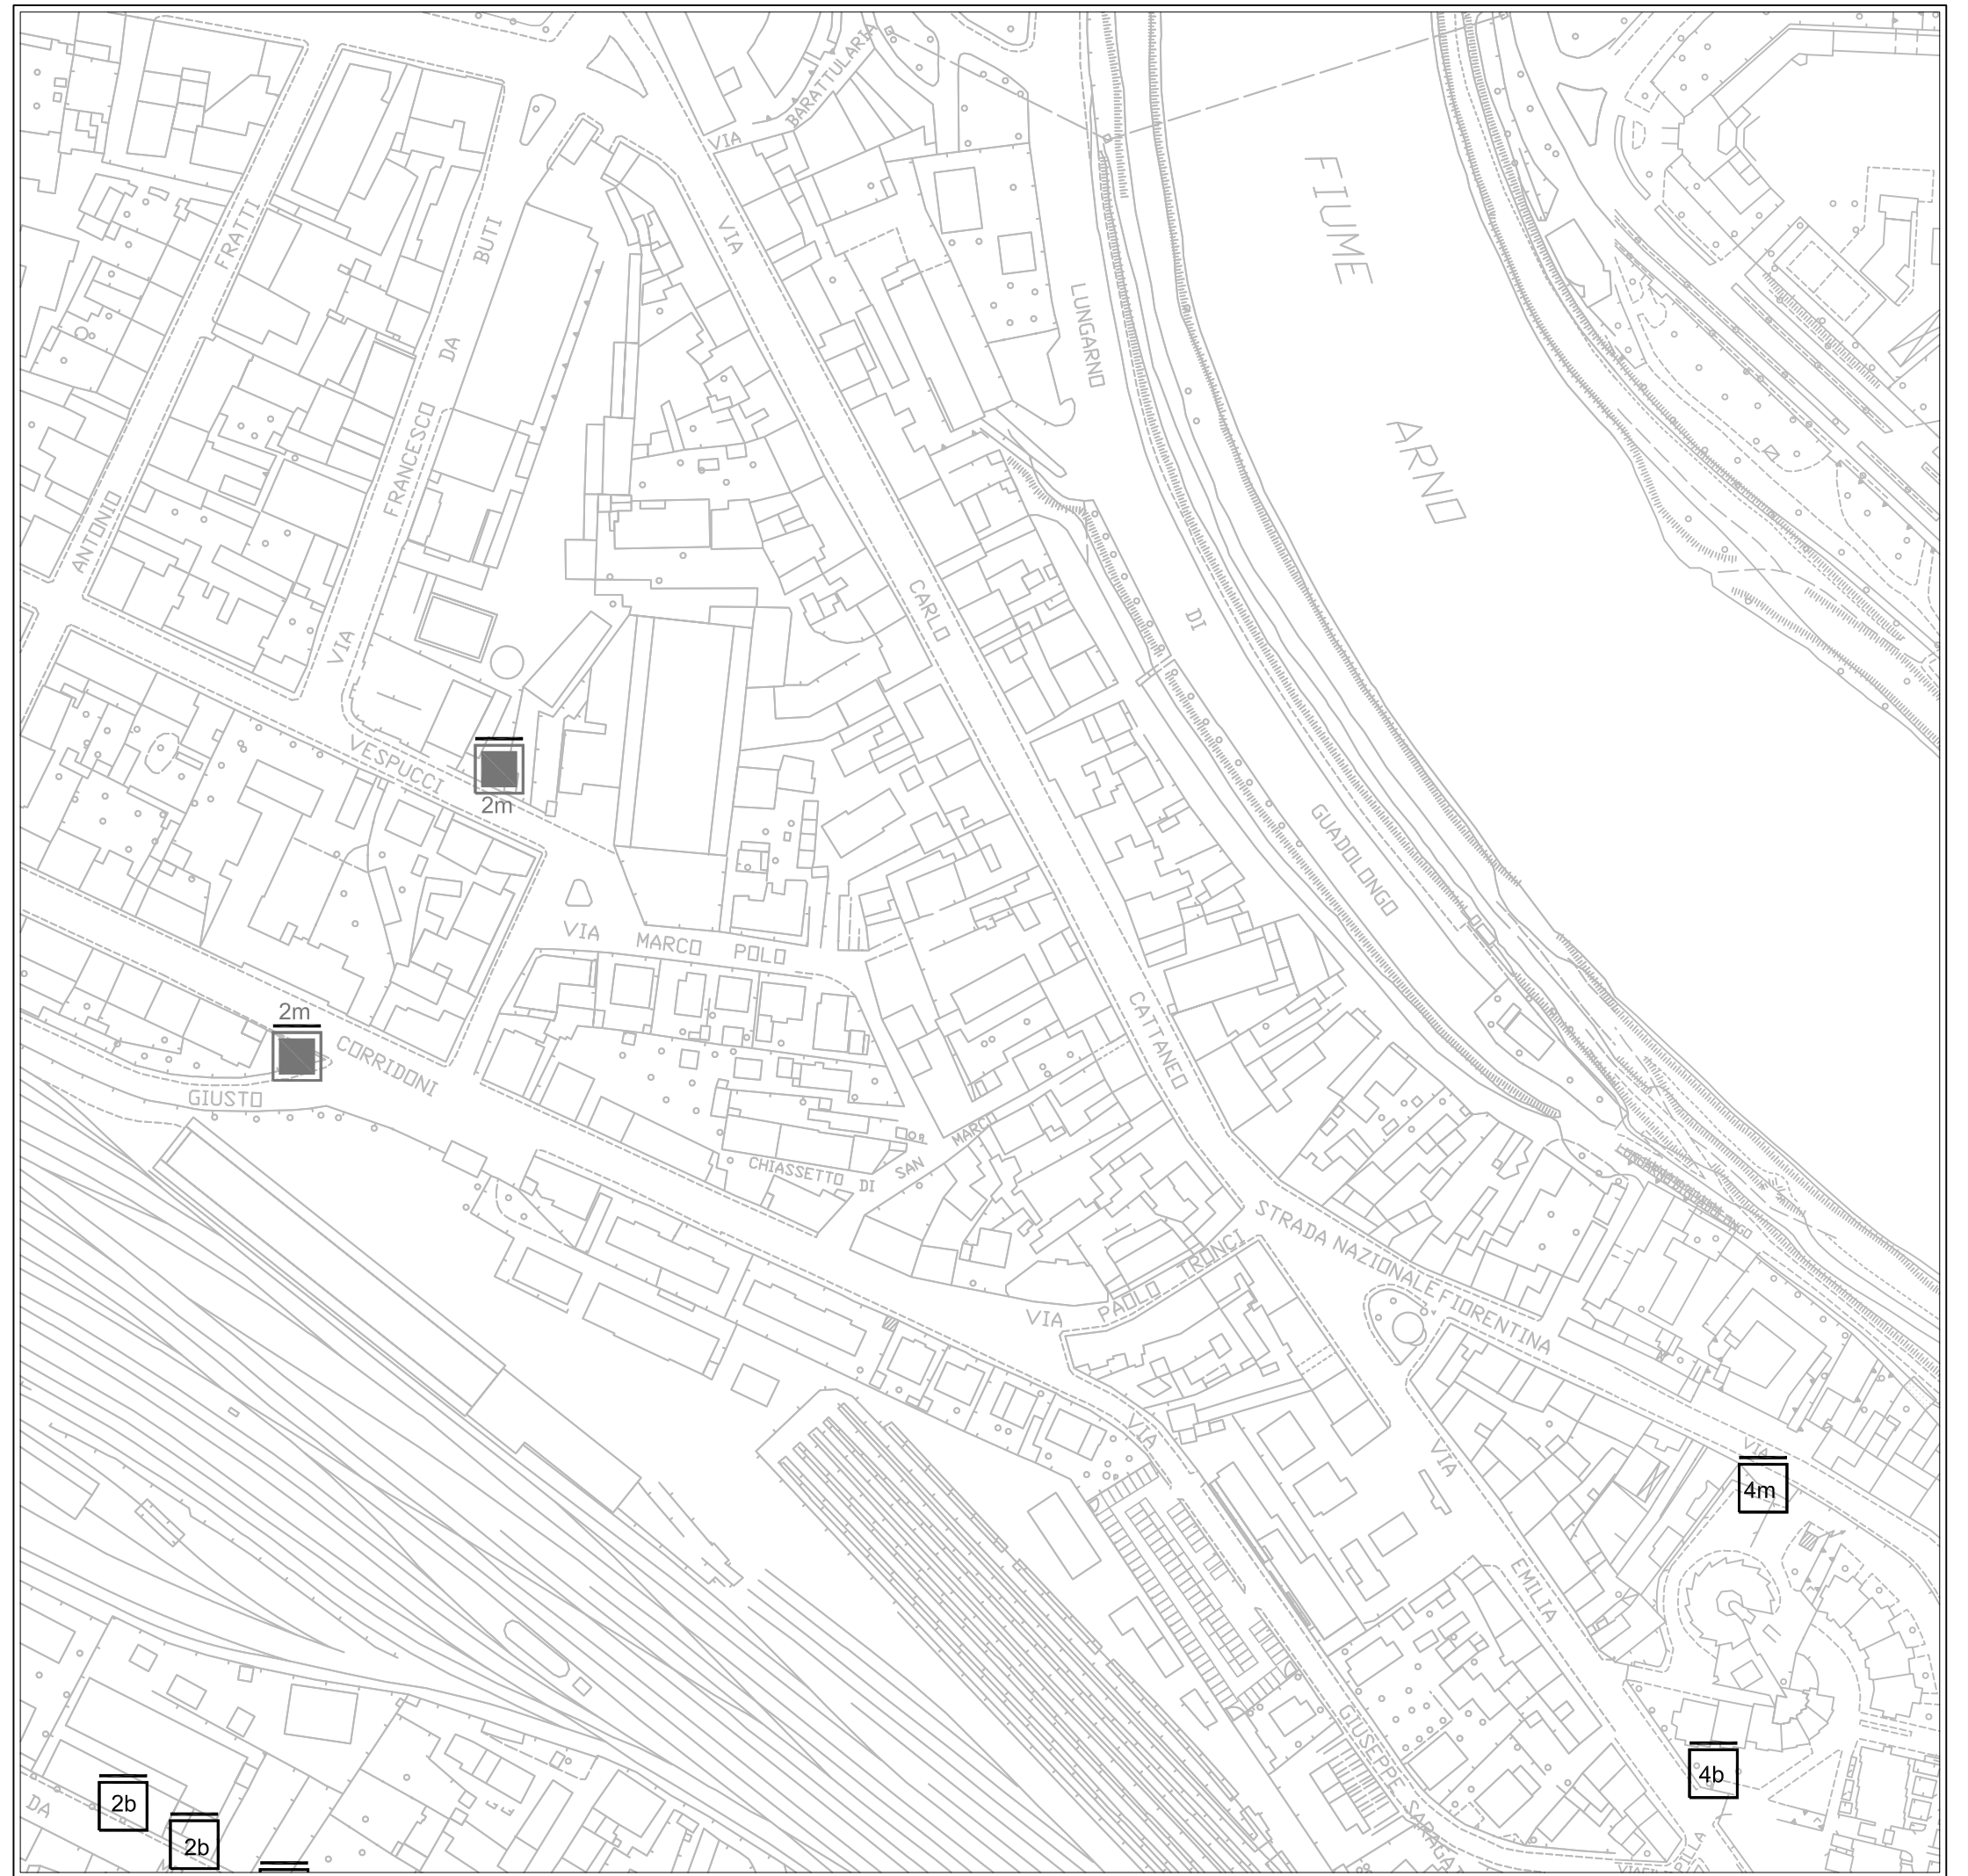 VIA
BARATTULARIA
FIUME
ARNO
FRATTI
ANTONIO
BUTI
DA
FRANCESCO
VIA
VIA
CARLO
CATTANEO
LUNGARNO
DI
GUADOLONGO
VESPUCCI
2m
VIA MARCO POLO
2m
CORRIDONI
GIUSTO
CHIASSETTO DI SAN MARCO
STRADA NAZIONALE FIORENTINA
VIA PAOLO TRONCI
VIA
GIUSEPPE
VIA
EMILIA
VIA
4m
4b
DA
2b
2b